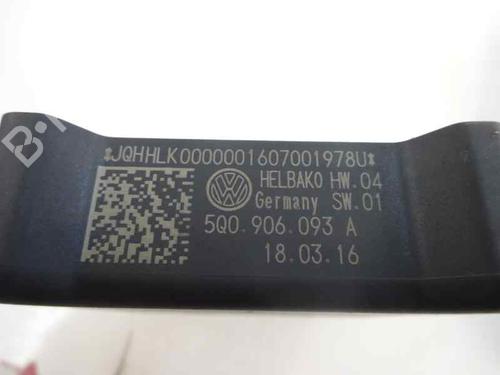 *JQHHLK0000001607001978U*
HELBAKO HW.04
Germany SW.01
5Q0.906.093 A
18.03.16